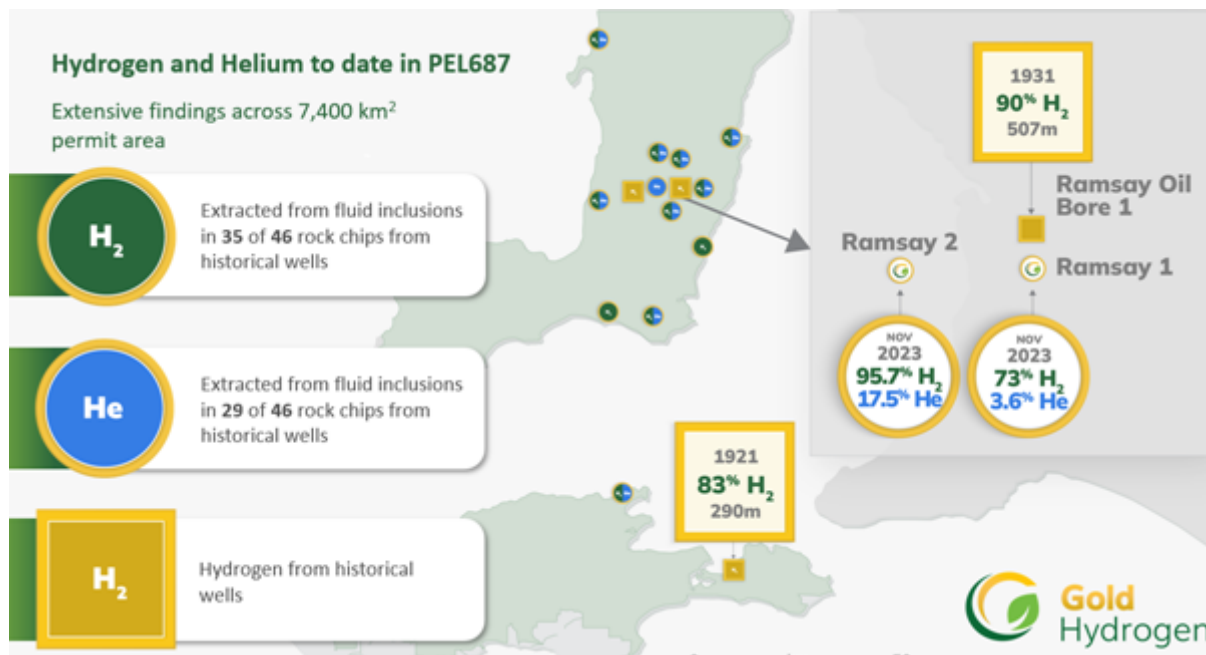 Hydrogen and Helium to date in PEL687
Extensive findings across 7,400 km²
permit area
H₂
Extracted from fluid inclusions
in 35 of 46 rock chips from
historical wells
He
Extracted from fluid inclusions
in 29 of 46 rock chips from
historical wells
H₂
Hydrogen from historical
wells
1931
90% H₂
507m
Ramsay Oil
Bore 1
Ramsay 2
Ramsay 1
NOV
2023
95.7% H₂
17.5% He
NOV
2023
73% H₂
3.6% He
1921
83% H₂
290m
Gold
Hydrogen